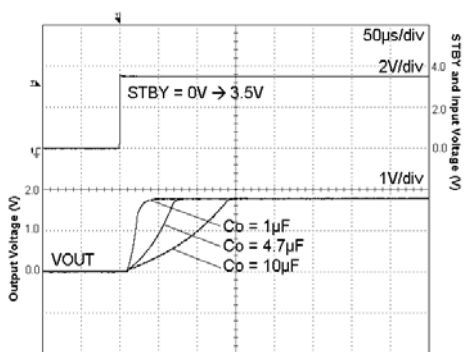 50µs/div
2V/div
STBY = 0V → 3.5V
4.0
2.0
0.0
STBY and Input Voltage (V)
1V/div
2.0
1.0
0.0
Output Voltage (V)
Co = 1µF
Co = 4.7µF
Co = 10µF
VOUT